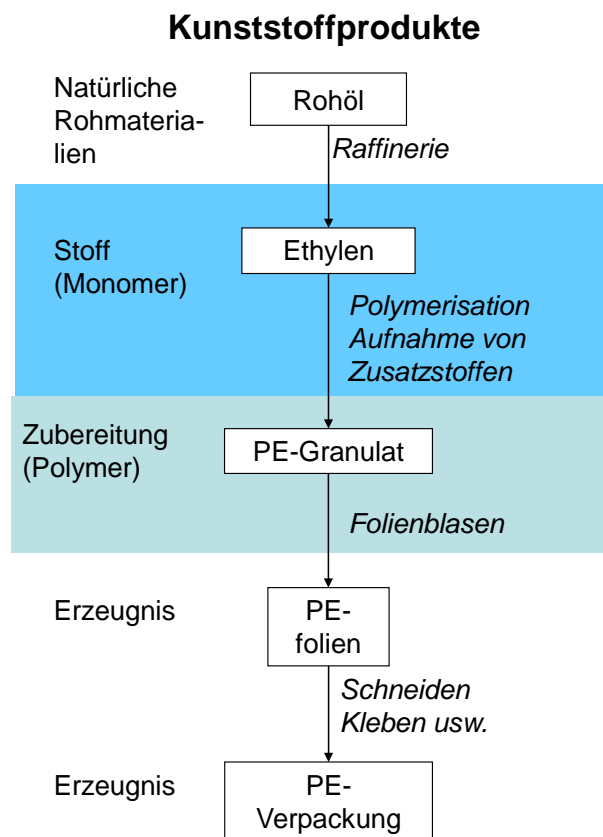 Kunststoffprodukte
Natürliche
Rohmateria-
lien
Rohöl
Raffinerie
Stoff
(Monomer)
Ethylen
Polymerisation
Aufnahme von
Zusatzstoffen
Zubereitung
(Polymer)
PE-Granulat
Folienblasen
Erzeugnis
PE-
folien
Schneiden
Kleben usw.
Erzeugnis
PE-
Verpackung